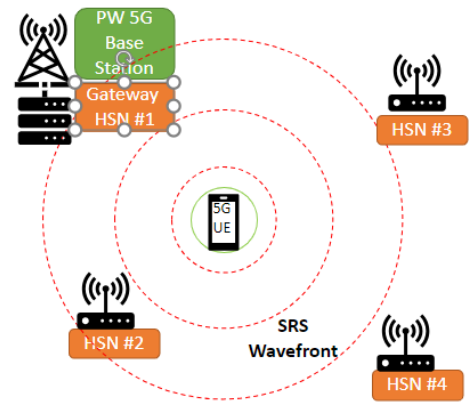 PW 5G
Base
Station
Gateway
HSN #1
HSN #3
5G
UE
HSN #2
SRS
Wavefront
HSN #4